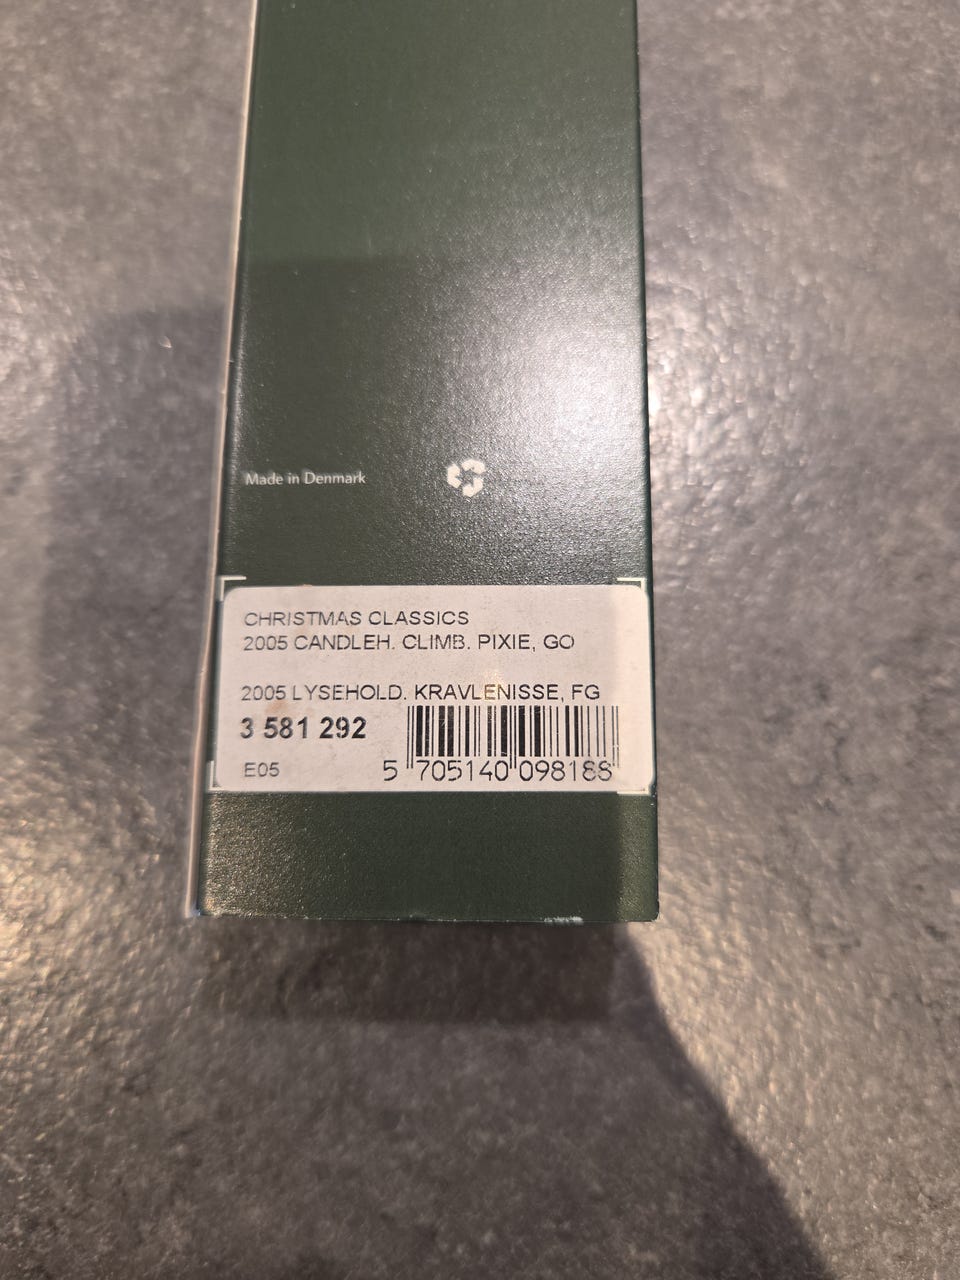 Made in Denmark
CHRISTMAS CLASSICS
2005 CANDLEH. CLIMB. PIXIE, GO
2005 LYSEHOLD. KRAVLENISSE, FG
3 581 292
E05
5 705140 098188